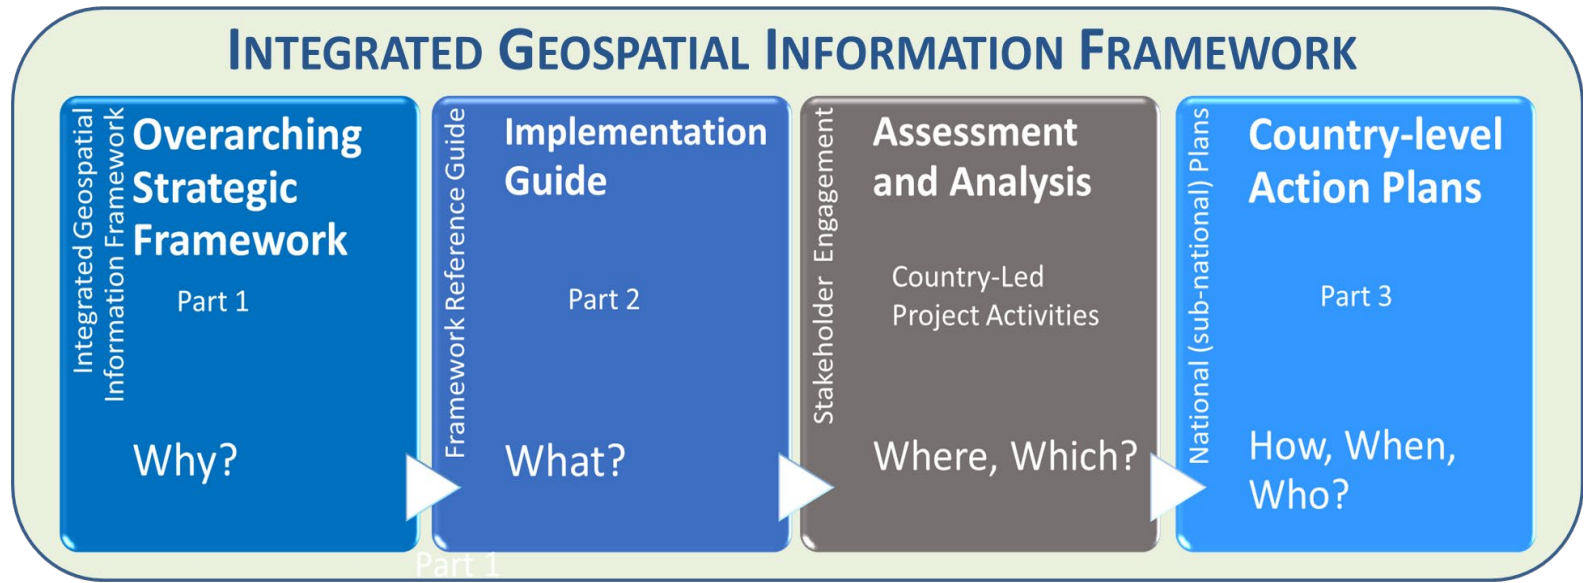 INTEGRATED GEOSPATIAL INFORMATION FRAMEWORK
Integrated Geospatial
Information Framework
Overarching
Strategic
Framework
Part 1
Why?
Framework Reference Guide
Implementation
Guide
Part 2
What?
Stakeholder Engagement
Assessment
and Analysis
Country-Led
Project Activities
Where, Which?
National (sub-national) Plans
Country-level
Action Plans
Part 3
How, When,
Who?
Part 1